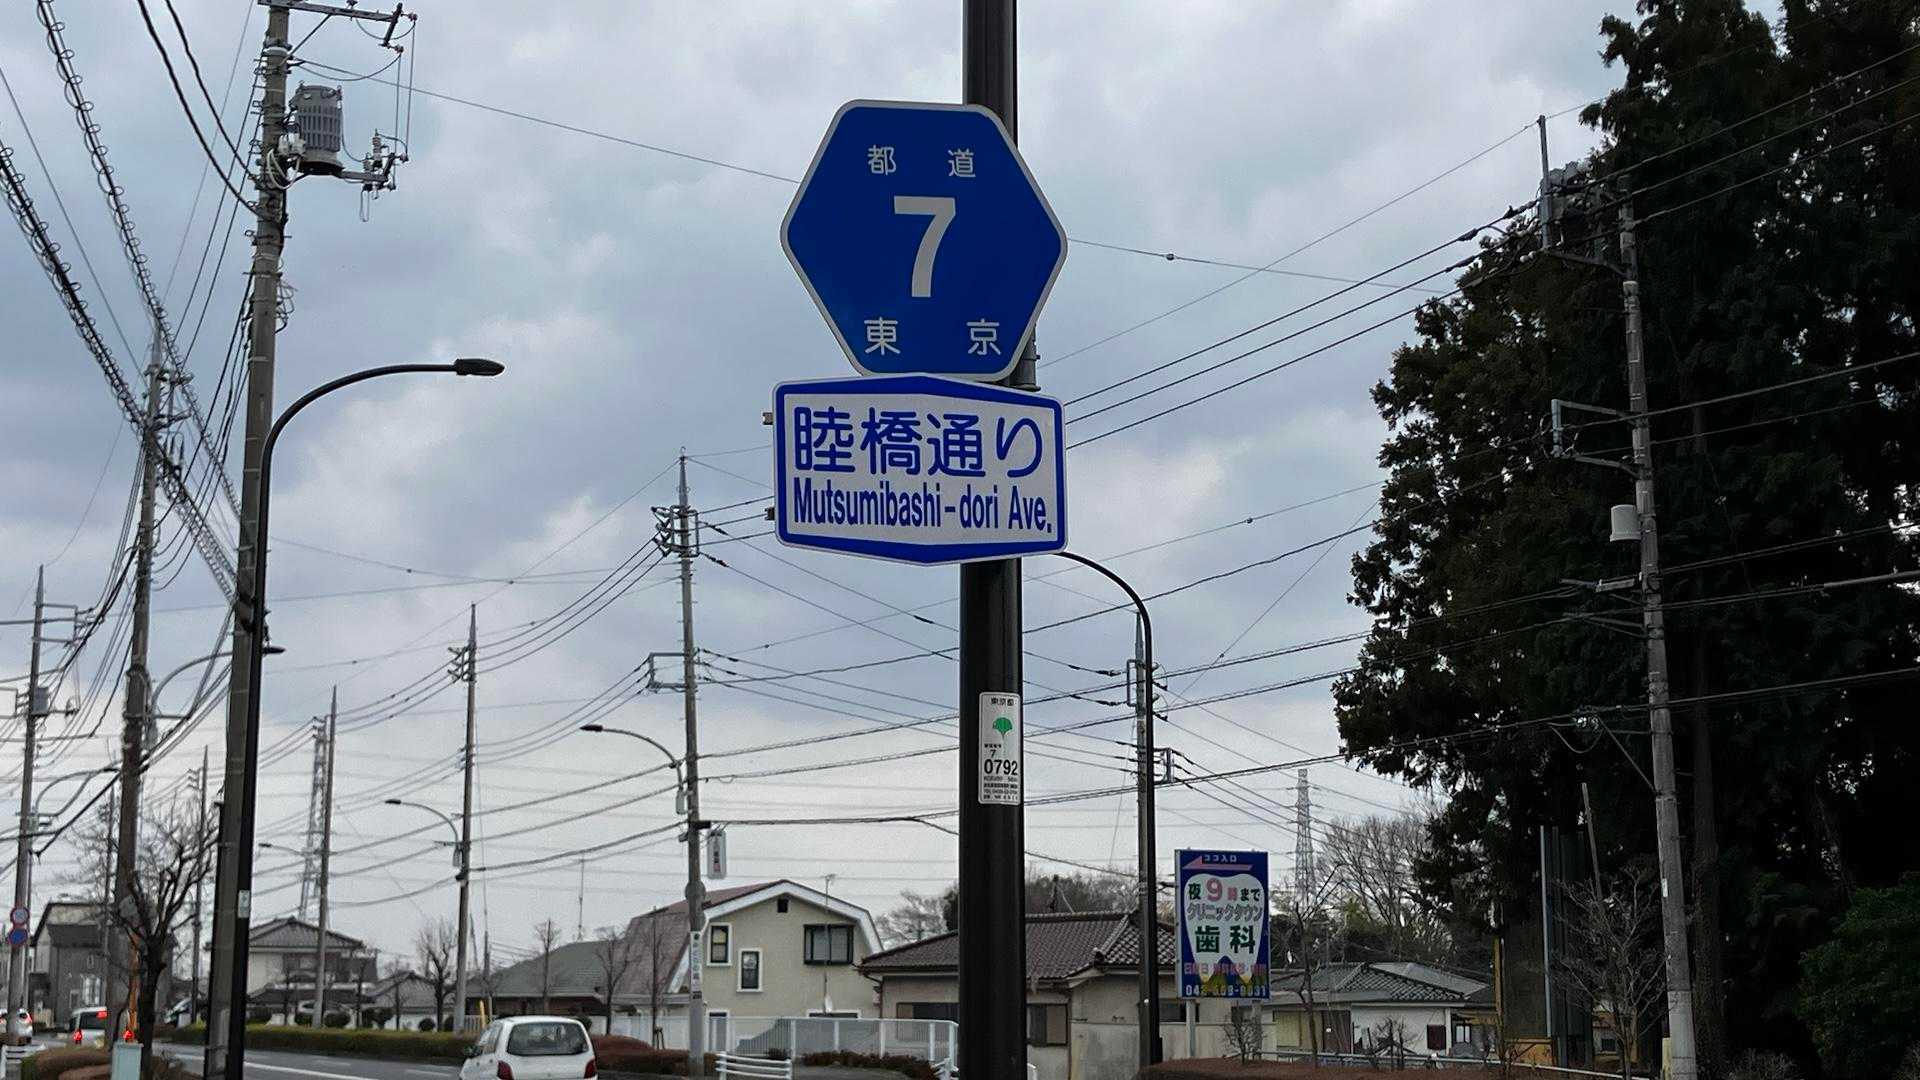 都 道
7
東 京
睦橋通り
Mutsumibashi-dori Ave.
東京都
7
0792
ココ入口
夜9時まで
クリニックタウン
歯科